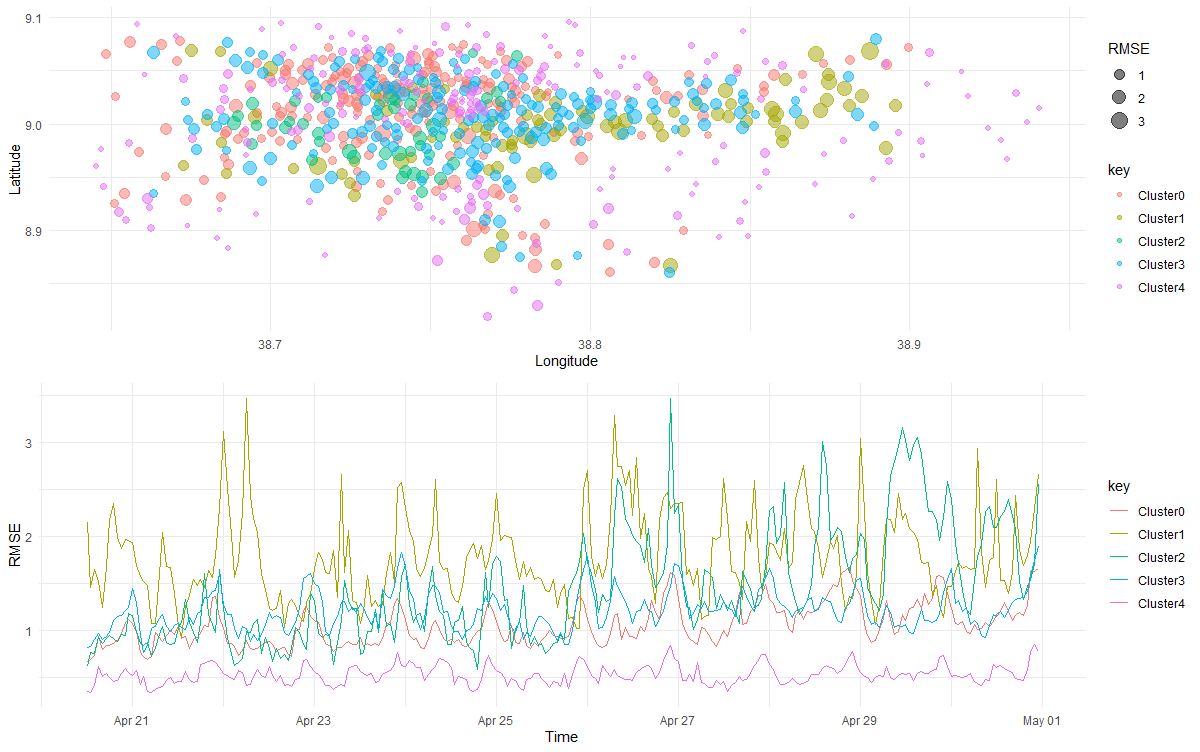 9.1
9.0
8.9
Latitude
38.7
38.8
38.9
Longitude
RMSE
1
2
3
key
Cluster0
Cluster1
Cluster2
Cluster3
Cluster4
3
2
1
RMSE
Apr 21
Apr 23
Apr 25
Apr 27
Apr 29
May 01
Time
key
Cluster0
Cluster1
Cluster2
Cluster3
Cluster4